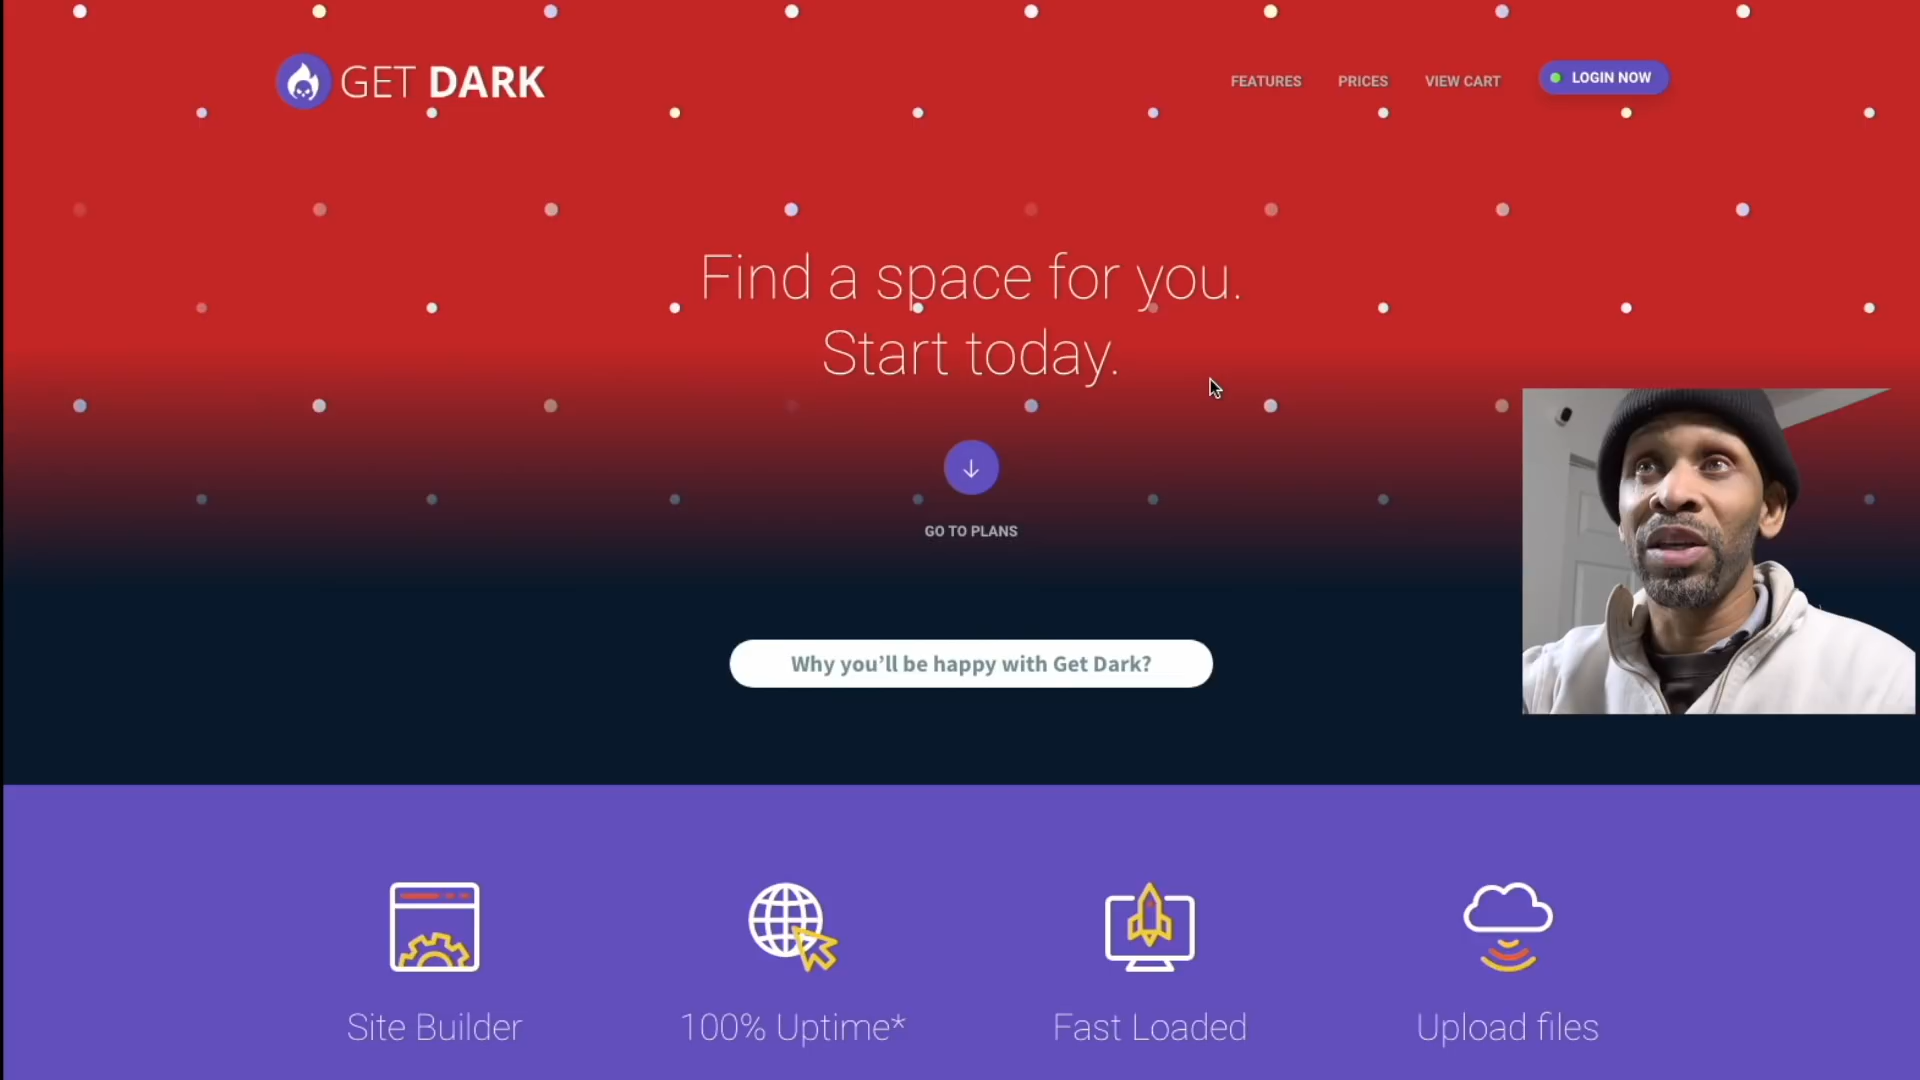 GET DARK
FEATURES
PRICES
VIEW CART
LOGIN NOW
Find a space for you.
Start today.
GO TO PLANS
Why you’ll be happy with Get Dark?
Site Builder
100% Uptime*
Fast Loaded
Upload files